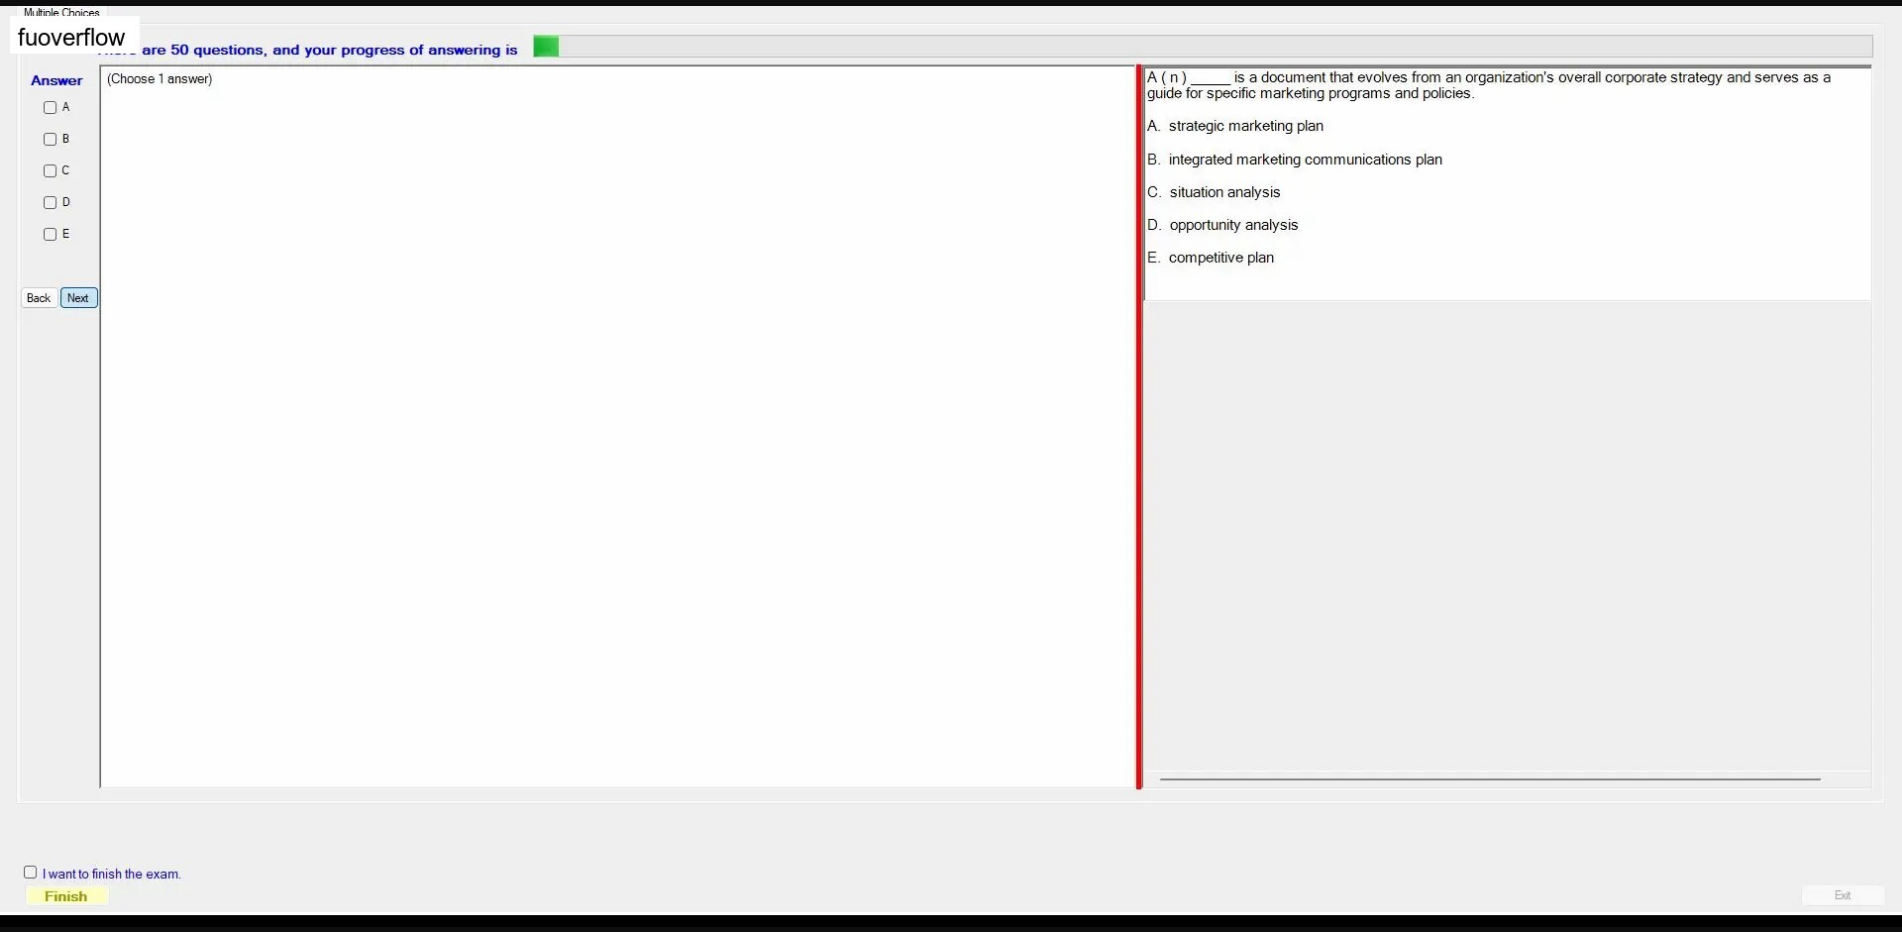 Multiple Choices
fuoverflow
are 50 questions, and your progress of answering is
Answer
(Choose 1 answer)
A
B
C
D
E
Back
Next
A ( n ) _____ is a document that evolves from an organization's overall corporate strategy and serves as a
guide for specific marketing programs and policies.
A. strategic marketing plan
B. integrated marketing communications plan
C. situation analysis
D. opportunity analysis
E. competitive plan
I want to finish the exam.
Finish
Exit